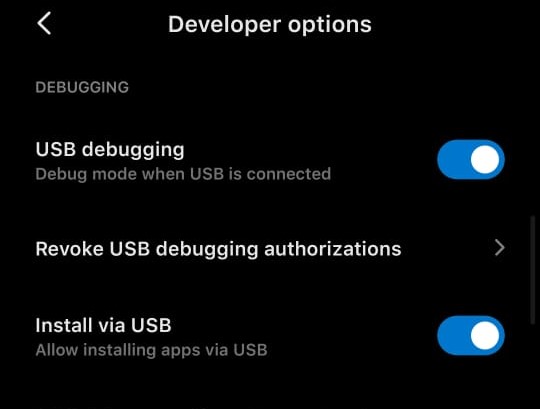 Developer options
DEBUGGING
USB debugging
Debug mode when USB is connected
Revoke USB debugging authorizations
Install via USB
Allow installing apps via USB